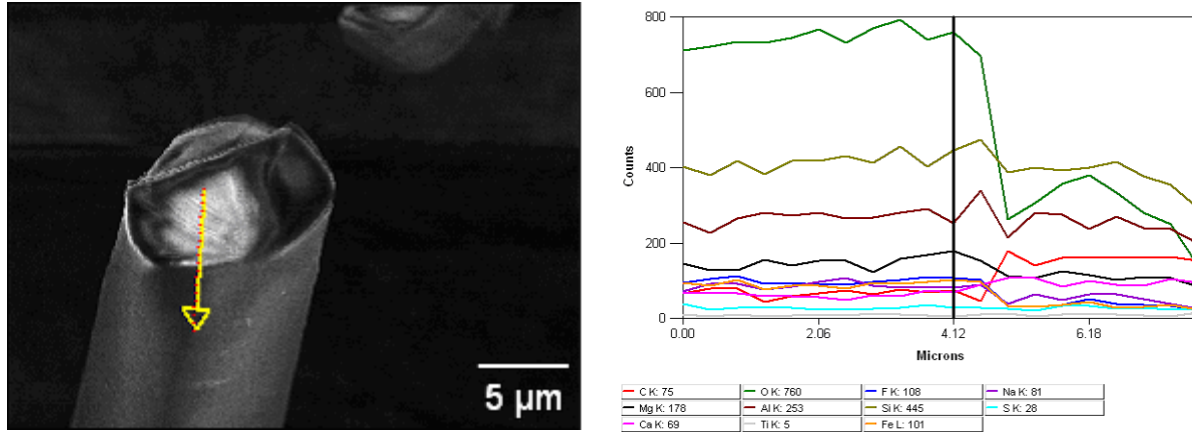 5 µm
800
600
400
200
0
Counts
0.00 2.06 4.12 6.18
Microns
C K: 75 O K: 760 F K: 108 Na K: 81
Mg K: 178 Al K: 253 Si K: 445 S K: 28
Ca K: 69 Ti K: 5 Fe L: 101